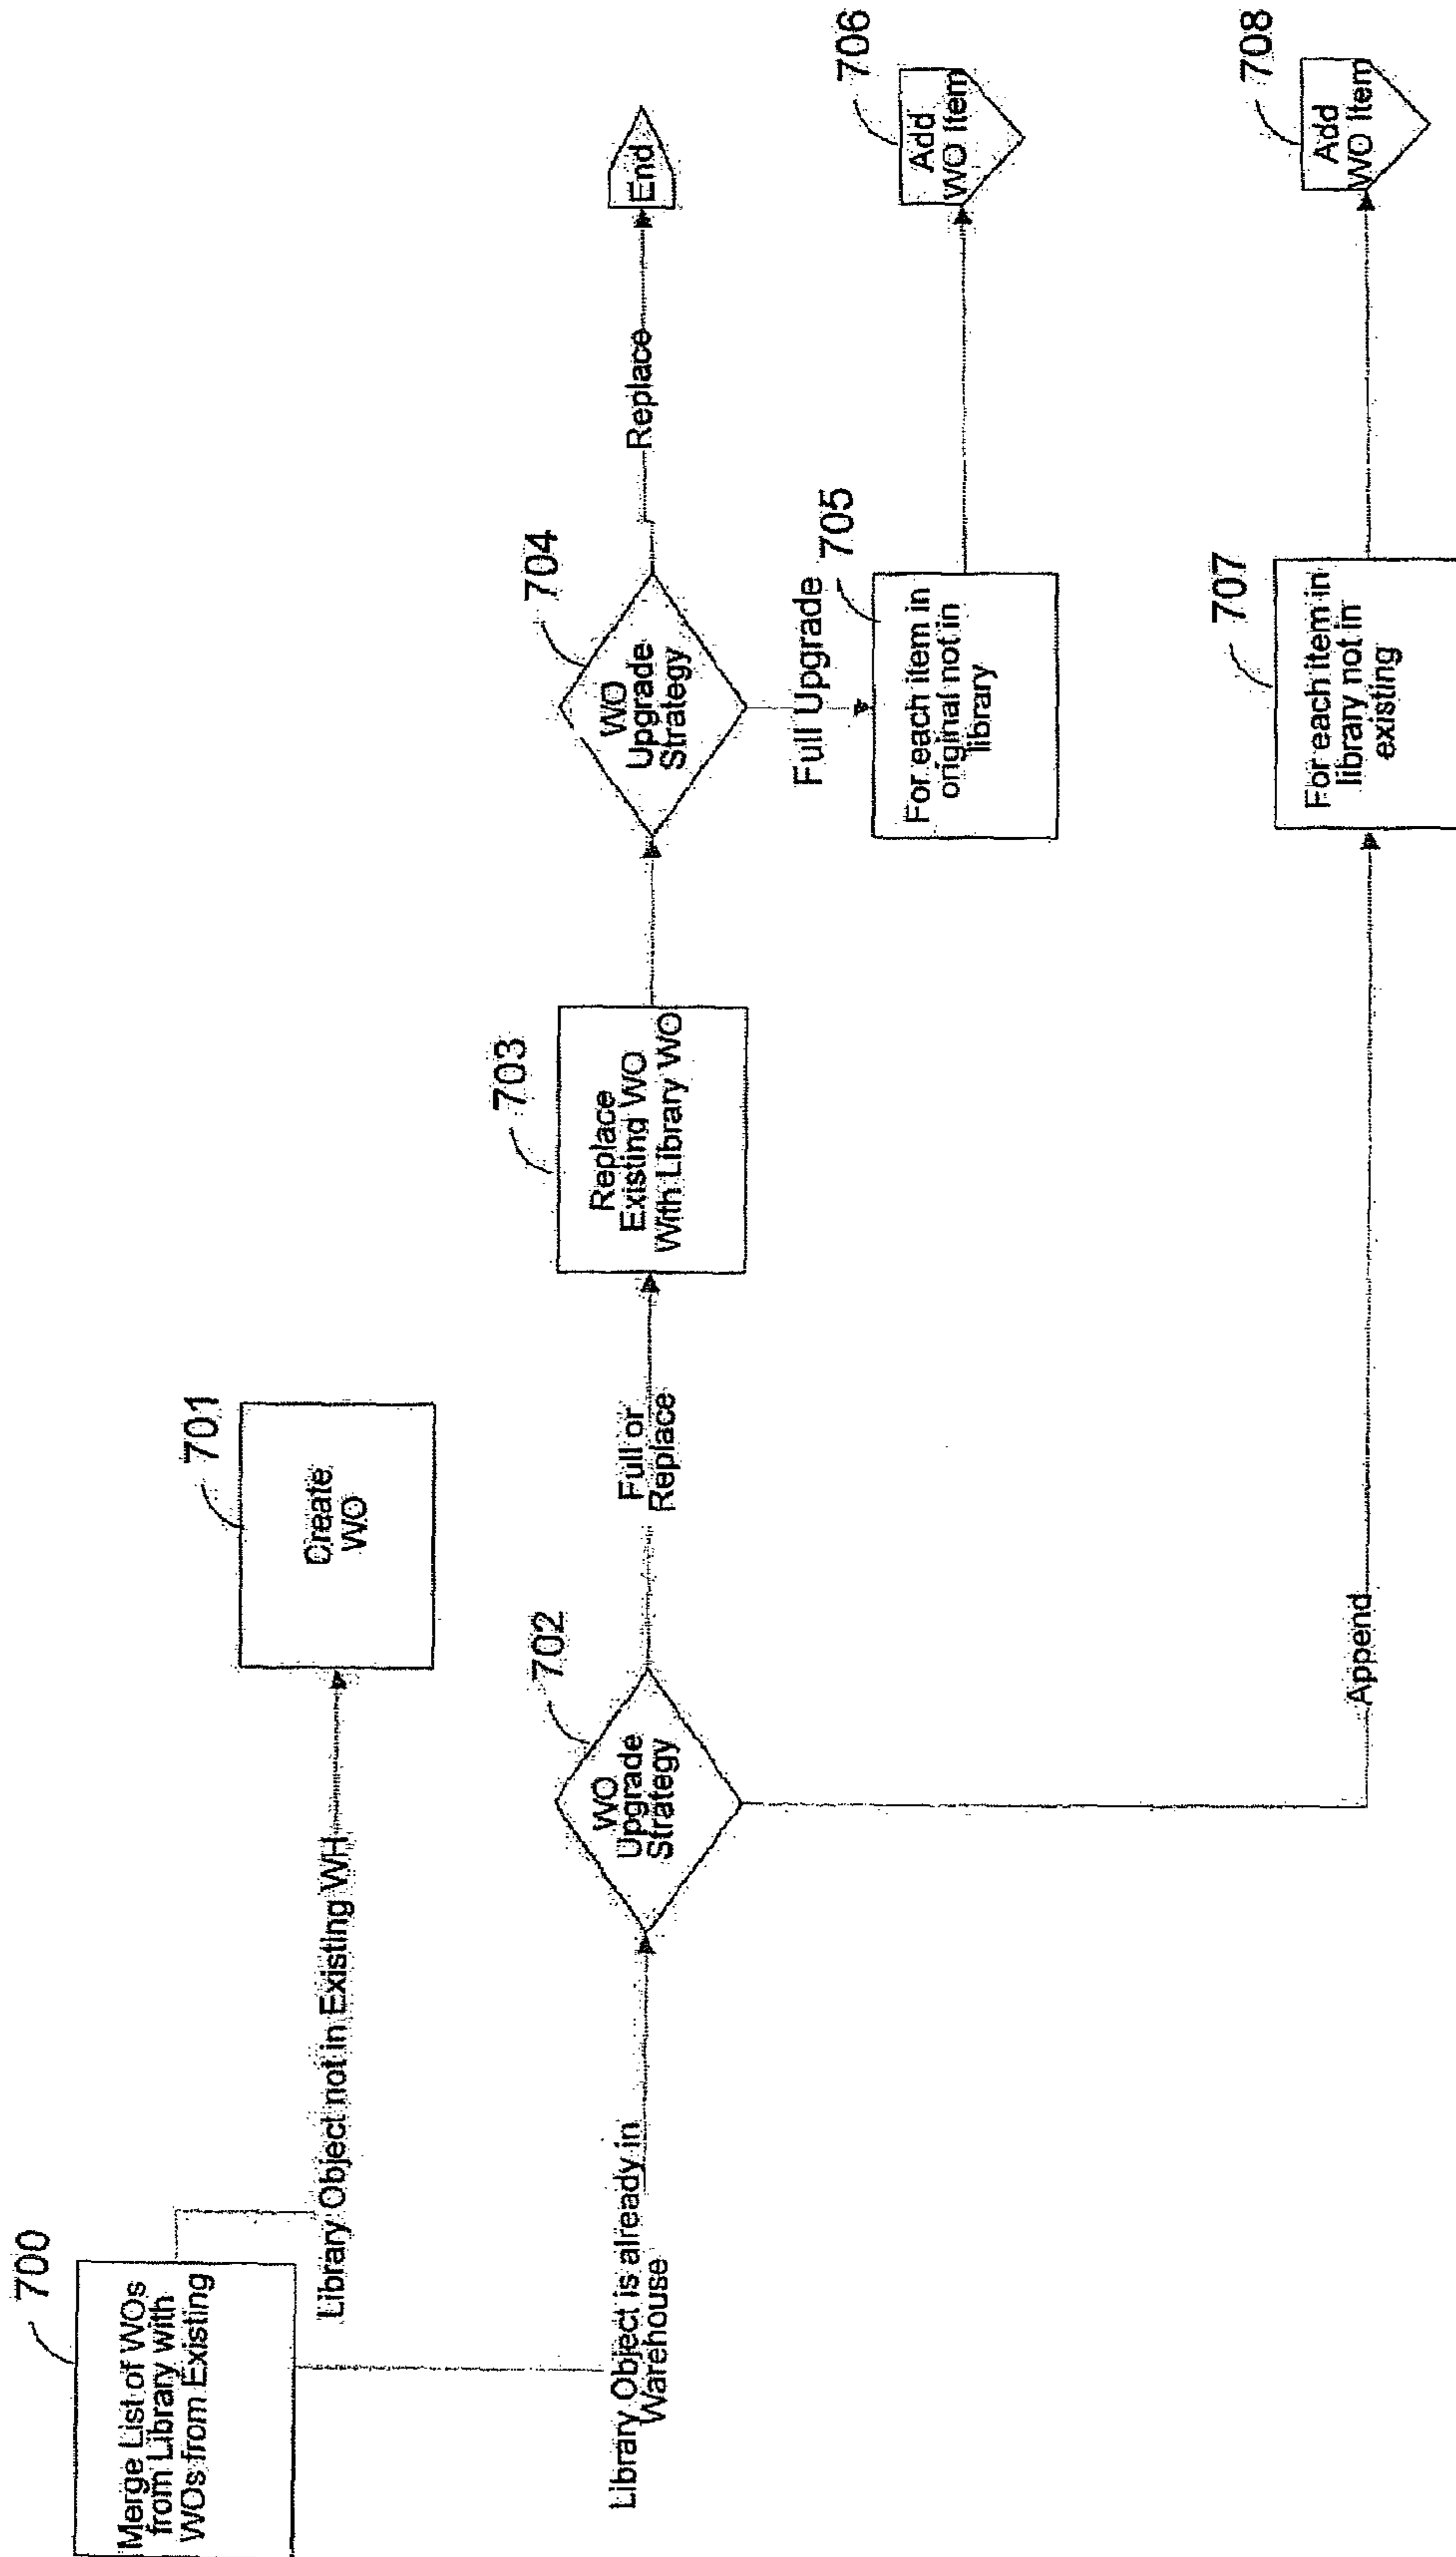 700
Merge List of WOs
from Library with
WOs from Existing
Library Object not in Existing WH
701
Create
WO
Library Object is already in
Warehouse
702
WO
Upgrade
Strategy
Full or
Replace
703
Replace
Existing WO
With Library WO
704
WO
Upgrade
Strategy
Replace
End
Full Upgrade
705
For each item in
original not in
library
706
Add
WO Item
Append
707
For each item in
library not in
existing
708
Add
WO Item